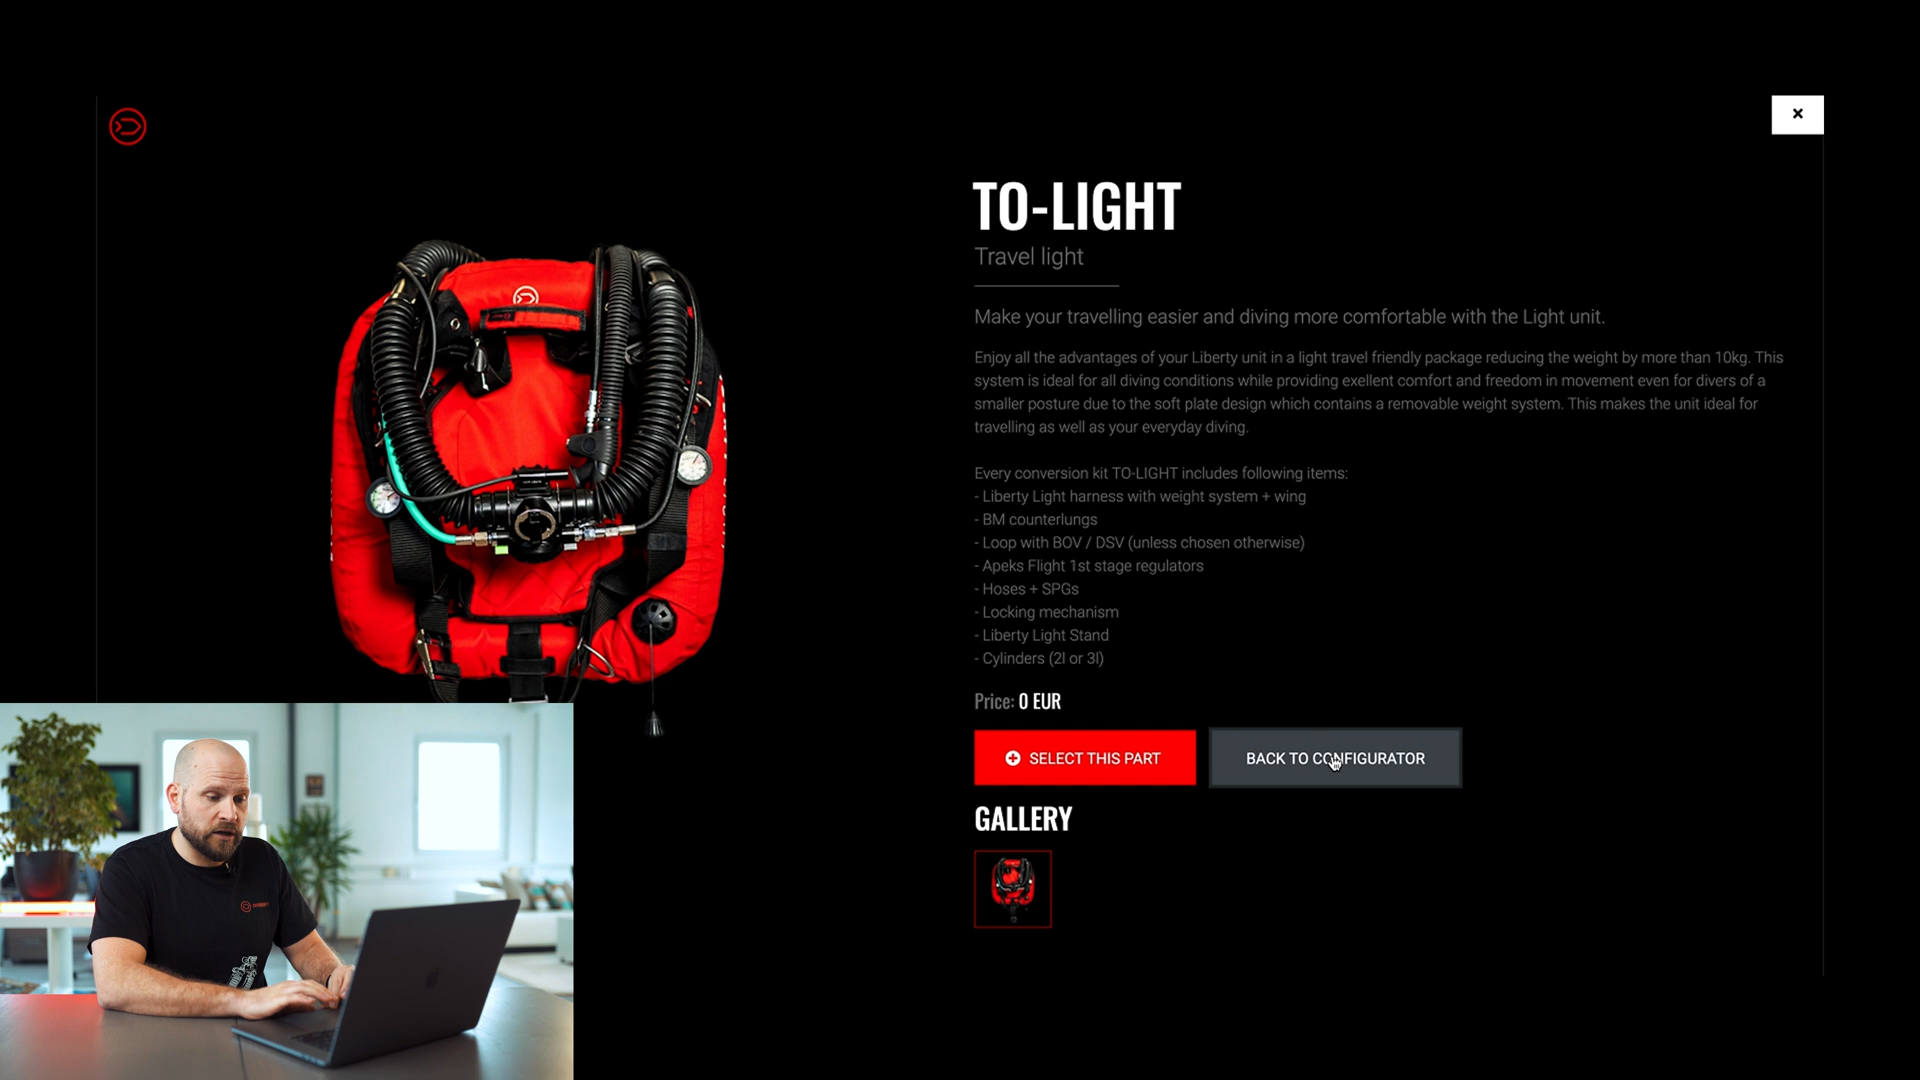 TO-LIGHT
Travel light
Make your travelling easier and diving more comfortable with the Light unit.
Enjoy all the advantages of your Liberty unit in a light travel friendly package reducing the weight by more than 10kg. This
system is ideal for all diving conditions while providing exellent comfort and freedom in movement even for divers of a
smaller posture due to the soft plate design which contains a removable weight system. This makes the unit ideal for
travelling as well as your everyday diving.
Every conversion kit TO-LIGHT includes following items:
- Liberty Light harness with weight system + wing
- BM counterlungs
- Loop with BOV / DSV (unless chosen otherwise)
- Apeks Flight 1st stage regulators
- Hoses + SPGs
- Locking mechanism
- Liberty Light Stand
- Cylinders (2l or 3l)
Price: 0 EUR
SELECT THIS PART
BACK TO CONFIGURATOR
GALLERY